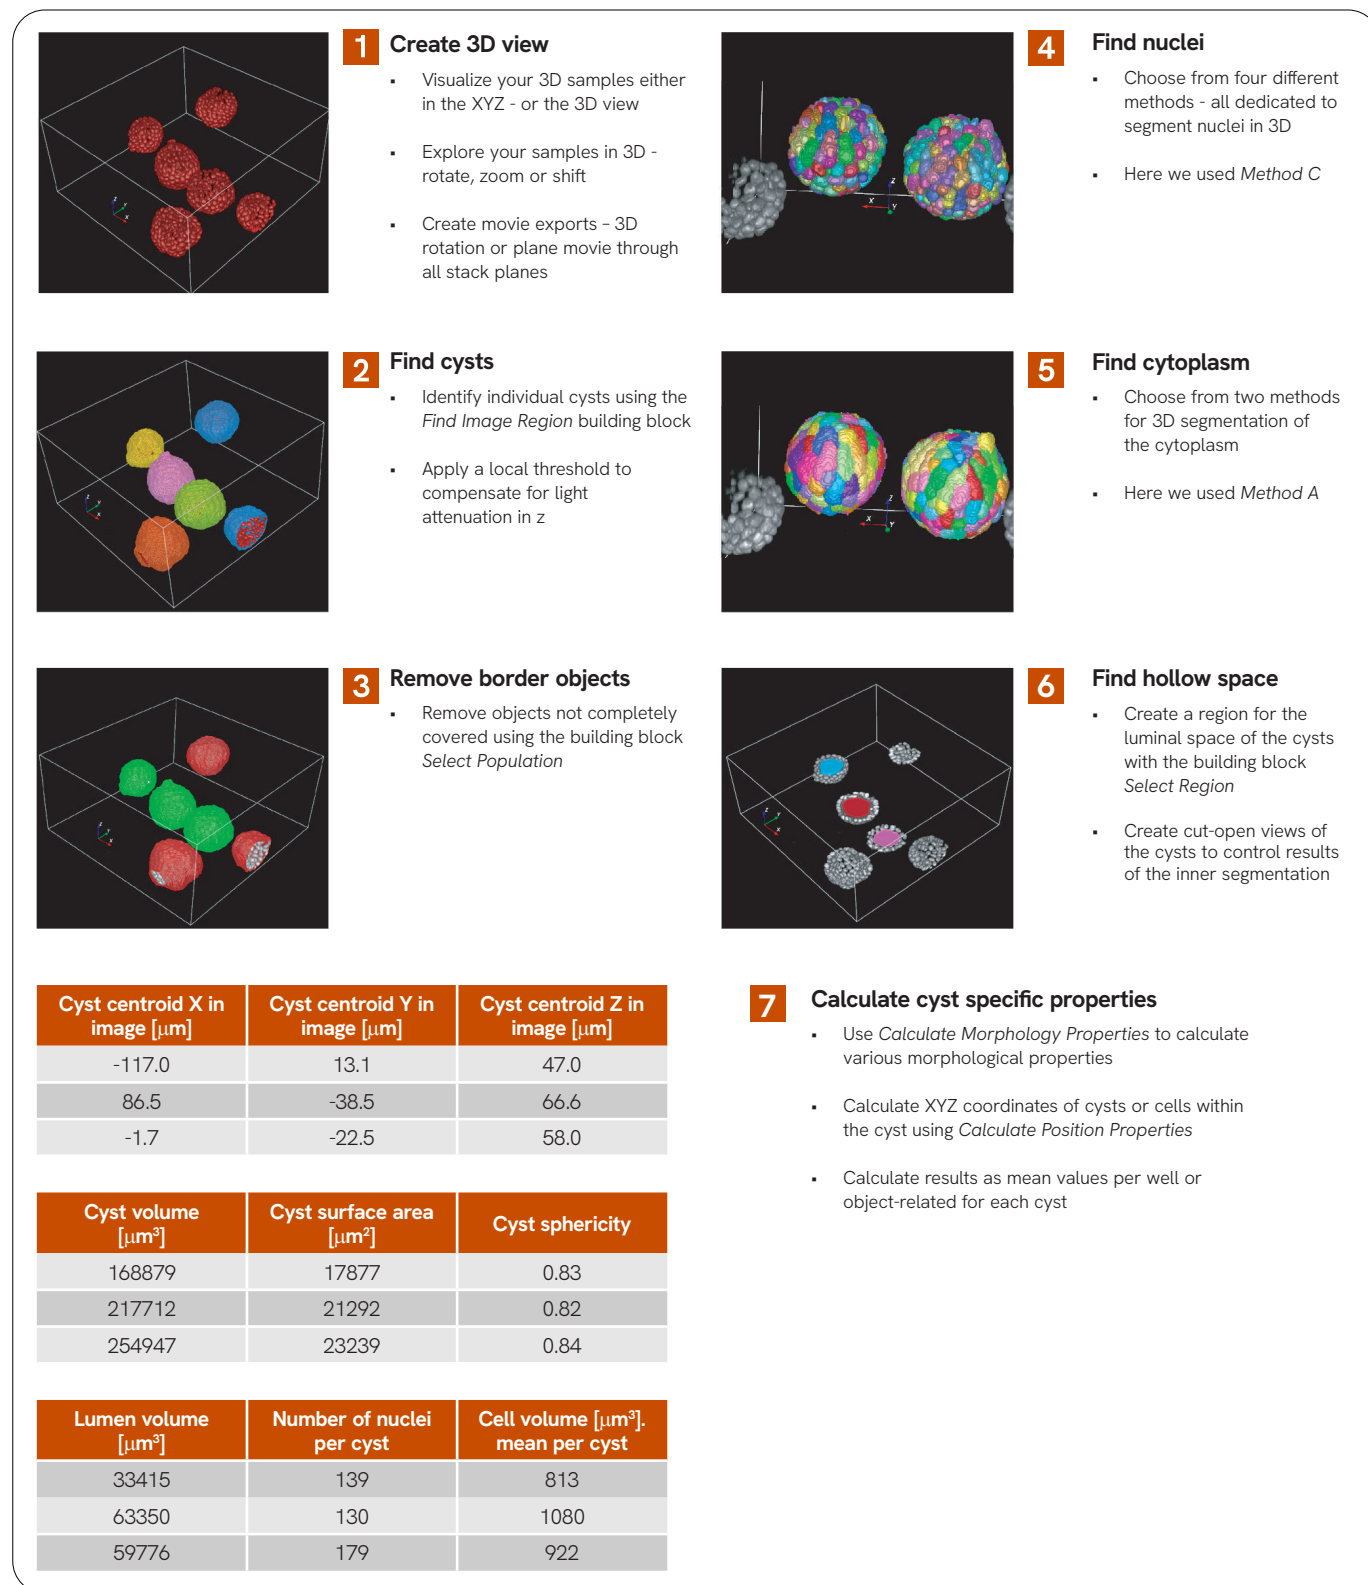 1 Create 3D view
▪ Visualize your 3D samples either
in the XYZ - or the 3D view
▪ Explore your samples in 3D -
rotate, zoom or shift
▪ Create movie exports – 3D
rotation or plane movie through
all stack planes
2 Find cysts
▪ Identify individual cysts using the
Find Image Region building block
▪ Apply a local threshold to
compensate for light
attenuation in z
3 Remove border objects
▪ Remove objects not completely
covered using the building block
Select Population
4 Find nuclei
▪ Choose from four different
methods - all dedicated to
segment nuclei in 3D
▪ Here we used Method C
X Y Z
5 Find cytoplasm
▪ Choose from two methods
for 3D segmentation of
the cytoplasm
▪ Here we used Method A
X Y Z
6 Find hollow space
▪ Create a region for the
luminal space of the cysts
with the building block
Select Region
▪ Create cut-open views of
the cysts to control results
of the inner segmentation
Cyst centroid X in image [µm] Cyst centroid Y in image [µm] Cyst centroid Z in image [µm]
-117.0 13.1 47.0
86.5 -38.5 66.6
-1.7 -22.5 58.0
Cyst volume [µm³] Cyst surface area [µm²] Cyst sphericity
168879 17877 0.83
217712 21292 0.82
254947 23239 0.84
Lumen volume [µm³] Number of nuclei per cyst Cell volume [µm³]. mean per cyst
33415 139 813
63350 130 1080
59776 179 922
7 Calculate cyst specific properties
▪ Use Calculate Morphology Properties to calculate
various morphological properties
▪ Calculate XYZ coordinates of cysts or cells within
the cyst using Calculate Position Properties
▪ Calculate results as mean values per well or
object-related for each cyst